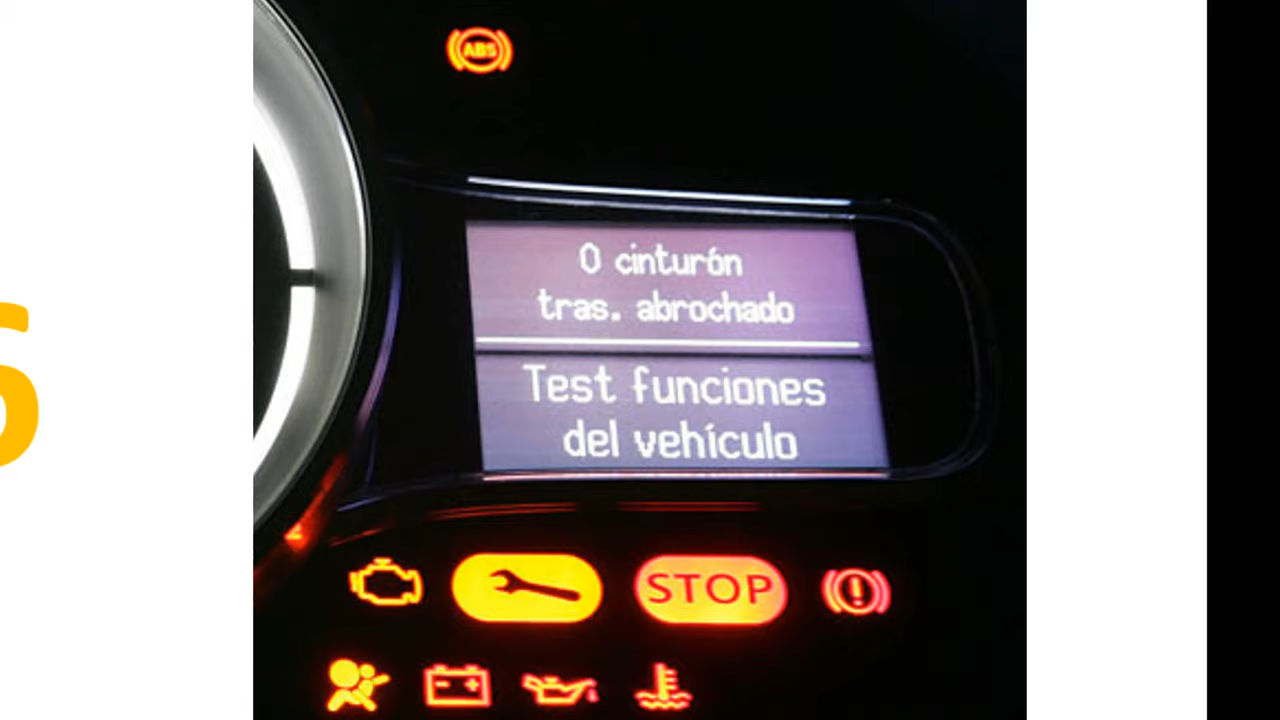 ABS
0 cinturón
tras. abrochado
Test funciones
del vehículo
STOP